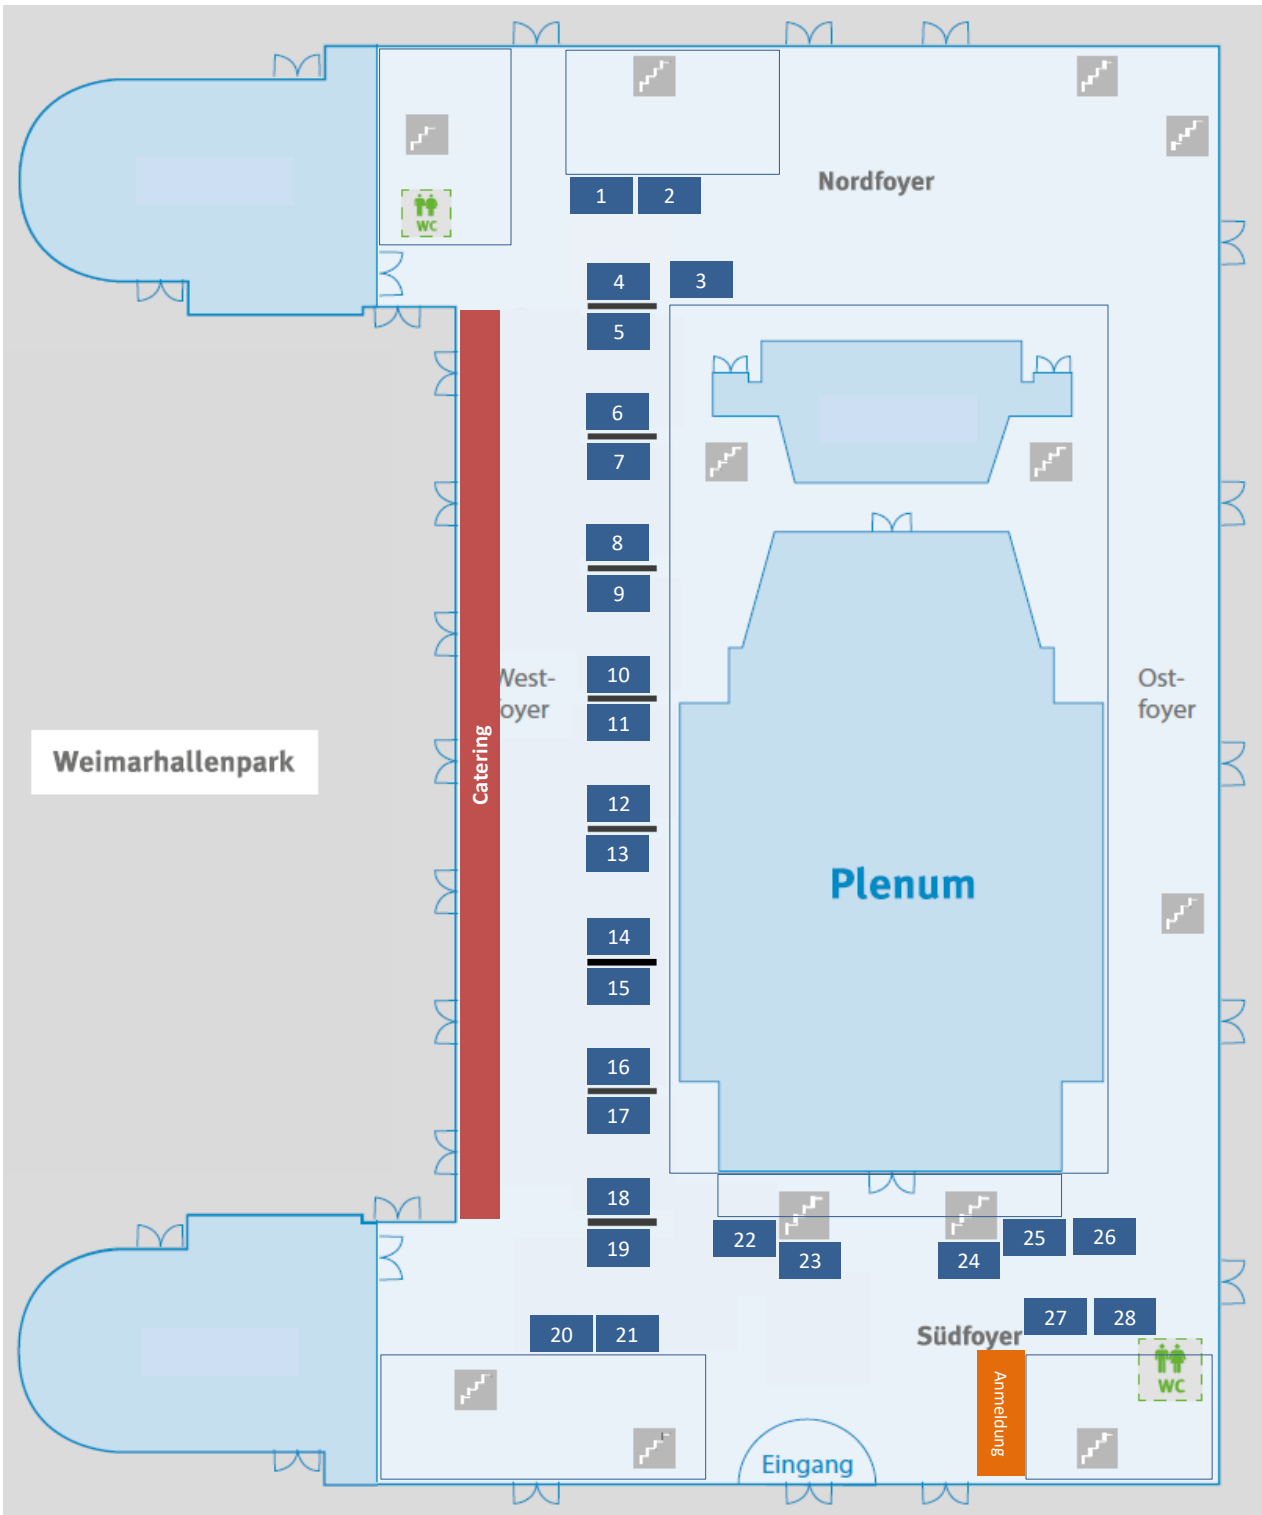 Nordfoyer
WC
1
2
3
4
5
6
7
8
9
10
11
West-
foyer
Ost-
foyer
Catering
Weimarhallenpark
12
13
Plenum
14
15
16
17
18
19
22
23
24
25
26
20
21
27
28
Südfoyer
WC
Anmeldung
Eingang